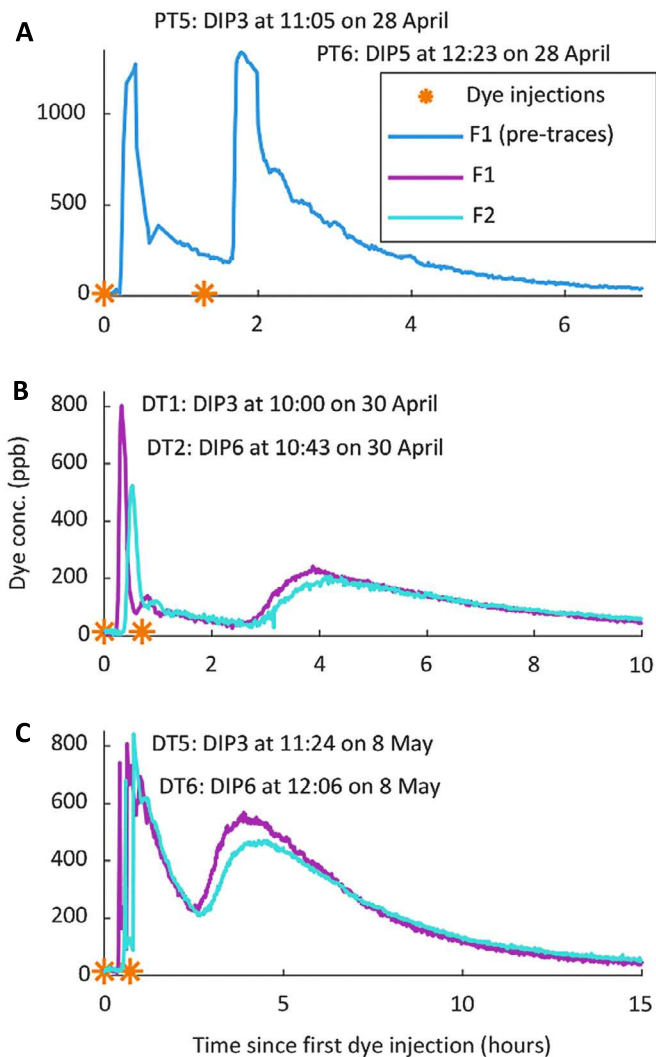 A
PT5: DIP3 at 11:05 on 28 April
PT6: DIP5 at 12:23 on 28 April
Dye injections
F1 (pre-traces)
F1
F2
1000
500
0
0 2 4 6
B
DT1: DIP3 at 10:00 on 30 April
DT2: DIP6 at 10:43 on 30 April
800
600
400
200
0
0 2 4 6 8 10
Dye conc. (ppb)
C
DT5: DIP3 at 11:24 on 8 May
DT6: DIP6 at 12:06 on 8 May
800
600
400
200
0
0 5 10 15
Time since first dye injection (hours)